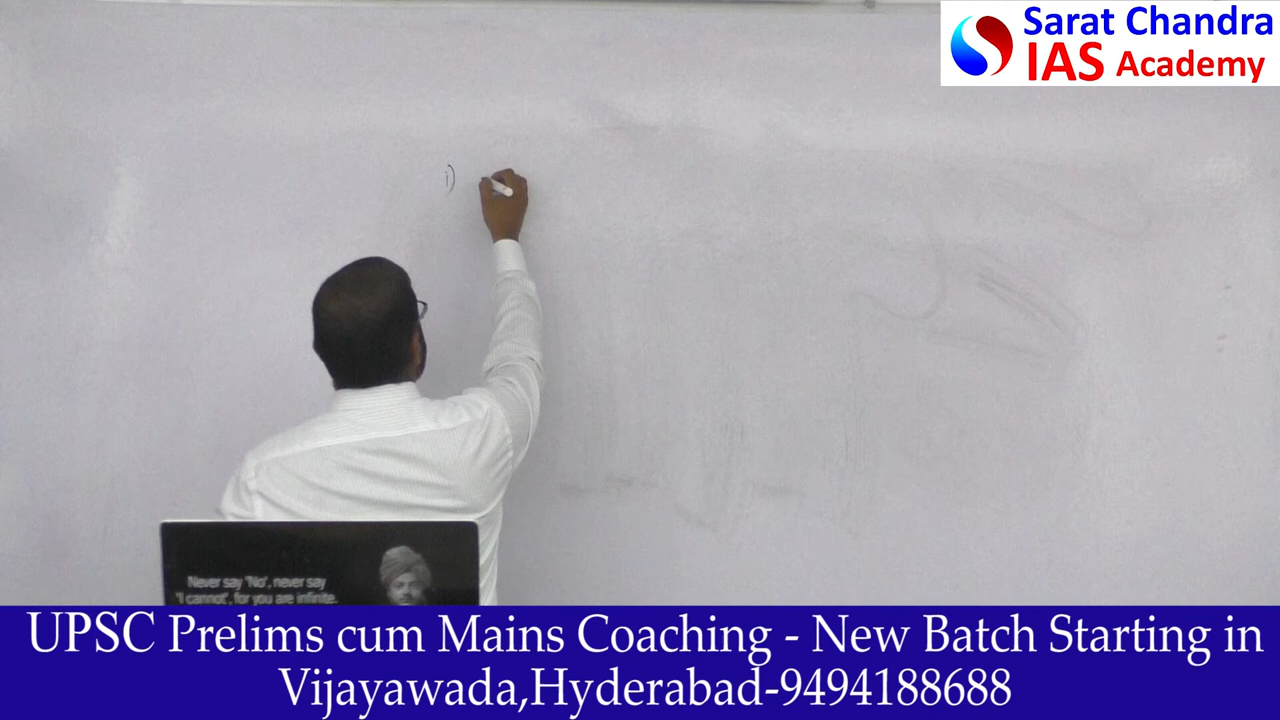 Sarat Chandra
IAS Academy
i)
Never say 'No', never say
'I cannot', for you are infinite.
UPSC Prelims cum Mains Coaching - New Batch Starting in
Vijayawada,Hyderabad-9494188688